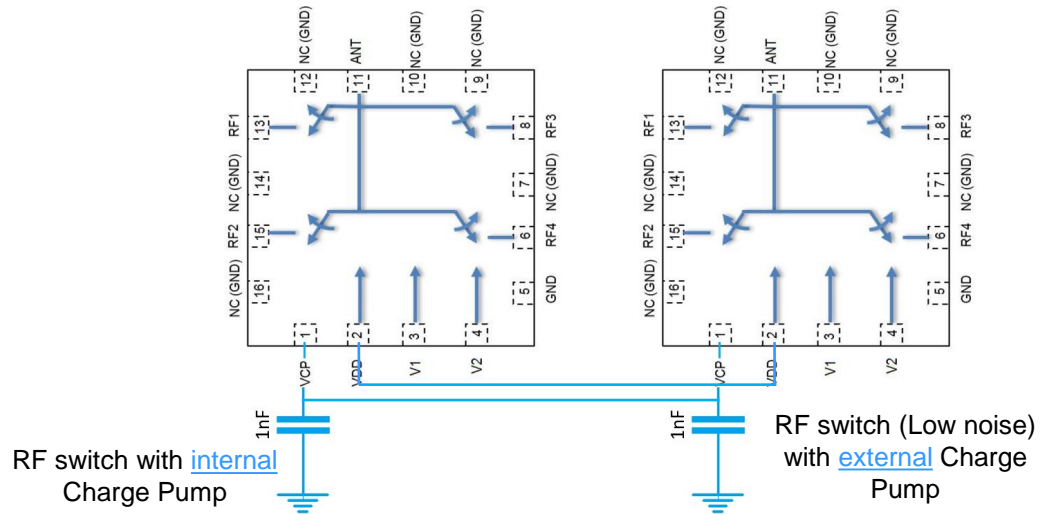 NC (GND)
ANT
NC (GND)
NC (GND)
12
11
10
9
RF1
13
8
RF3
NC (GND)
14
7
NC (GND)
RF2
15
6
RF4
NC (GND)
16
5
GND
1
2
3
4
VCP
VDD
V1
V2
1nF
RF switch with internal
Charge Pump
NC (GND)
ANT
NC (GND)
NC (GND)
12
11
10
9
RF1
13
8
RF3
NC (GND)
14
7
NC (GND)
RF2
15
6
RF4
NC (GND)
16
5
GND
1
2
3
4
VCP
VDD
V1
V2
1nF
RF switch (Low noise)
with external Charge
Pump